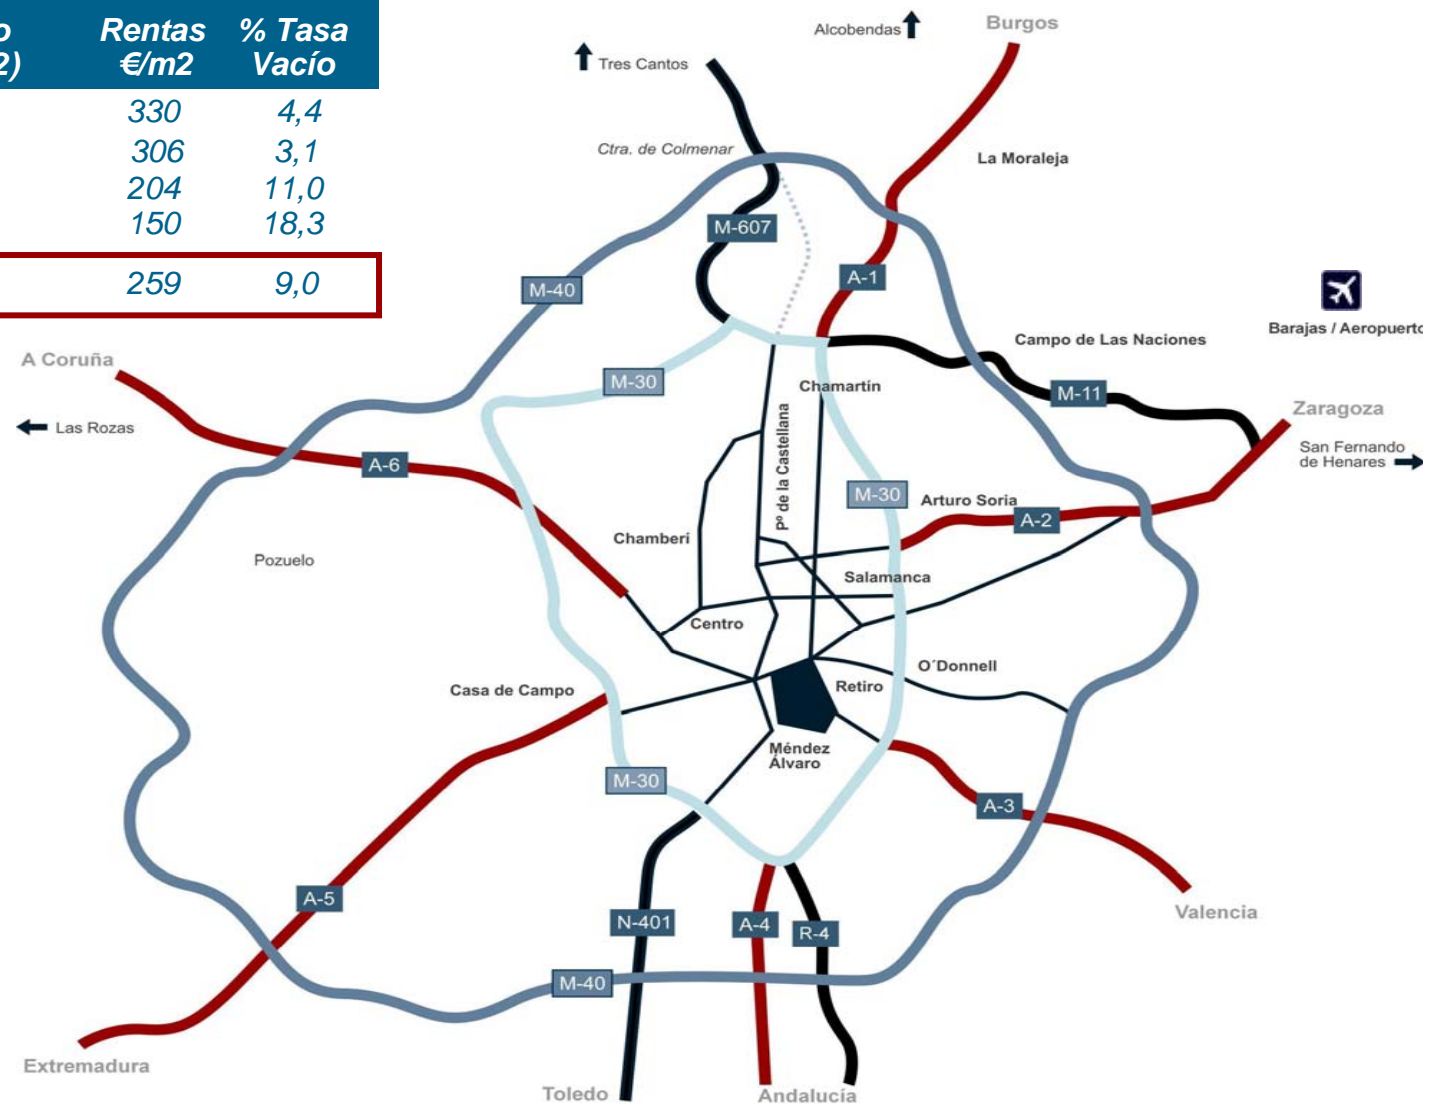 o Rentas % Tasa
2) €/m2 Vacío
330 4,4
306 3,1
204 11,0
150 18,3
259 9,0
Burgos
Alcobendas
Tres Cantos
Ctra. de Colmenar
La Moraleja
M-607
A-1
M-40
Barajas / Aeropuerto
Campo de Las Naciones
A Coruña
M-30
Chamartín
M-11
Zaragoza
Las Rozas
San Fernando
de Henares
A-6
Pº de la Castellana
M-30
Arturo Soria
A-2
Chamberí
Pozuelo
Salamanca
Centro
O´Donnell
Casa de Campo
Retiro
Méndez
Álvaro
M-30
A-3
A-5
Valencia
N-401
A-4
R-4
M-40
Extremadura
Toledo
Andalucía